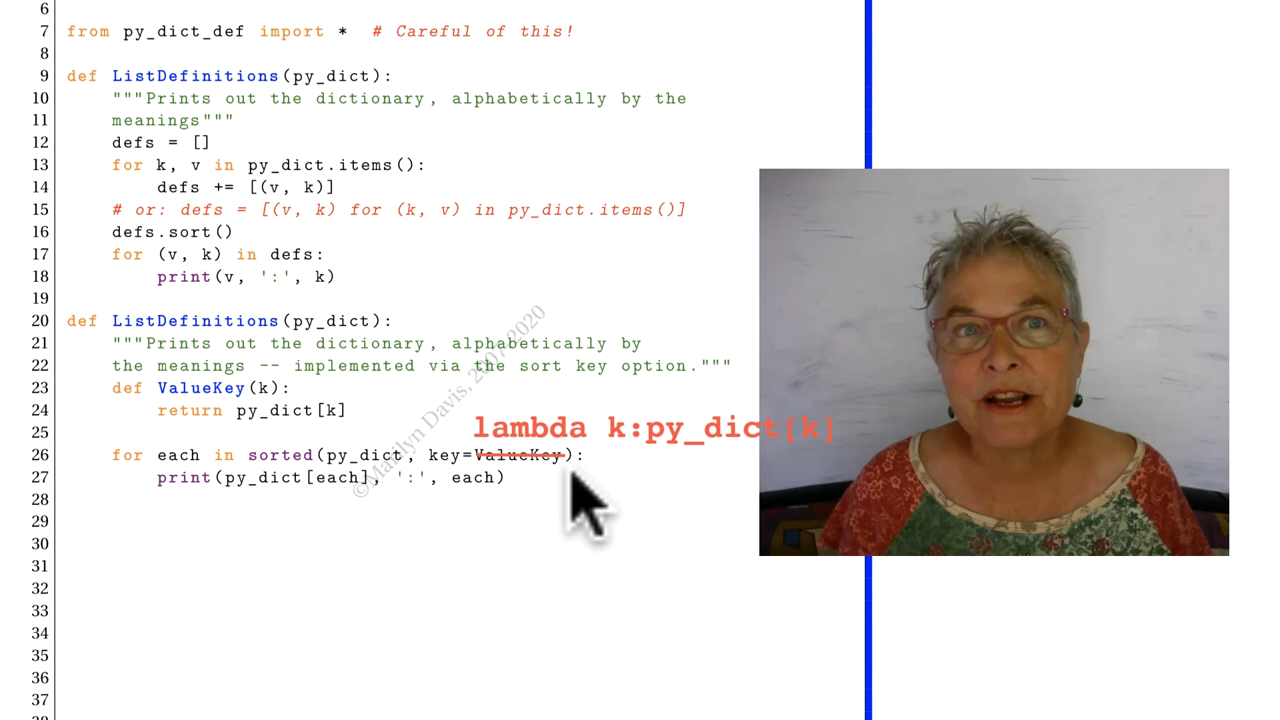 6
7 from py_dict_def import * # Careful of this!
8
9 def ListDefinitions(py_dict):
10 """Prints out the dictionary, alphabetically by the
11 meanings"""
12 defs = []
13 for k, v in py_dict.items():
14 defs += [(v, k)]
15 # or: defs = [(v, k) for (k, v) in py_dict.items()]
16 defs.sort()
17 for (v, k) in defs:
18 print(v, ':', k)
19
20 def ListDefinitions(py_dict):
21 """Prints out the dictionary, alphabetically by
22 the meanings -- implemented via the sort key option."""
23 def ValueKey(k):
24 return py_dict[k]
25
lambda k:py_dict[k]
26 for each in sorted(py_dict, key=ValueKey):
27 print(py_dict[each], ':', each)
28
29
30
31
32
33
34
35
36
37
©Marilyn Davis, 2007-2020